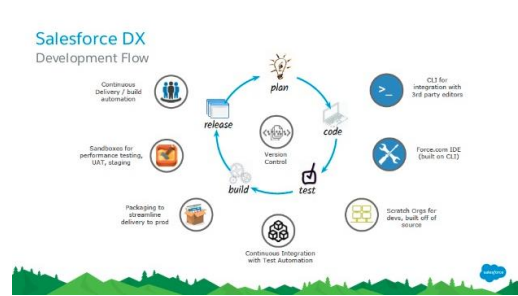 Salesforce DX
Development Flow
Continuous
Delivery / build
automation
plan
CLI for
integration with
3rd party editors
>_
release
code
Version
Control
Sandboxes for
performance testing,
UAT, staging
Force.com IDE
(built on CLI)
build
test
Packaging to
streamline
delivery to prod
Scratch Orgs for
devs, built off of
source
Continuous Integration
with Test Automation
salesforce